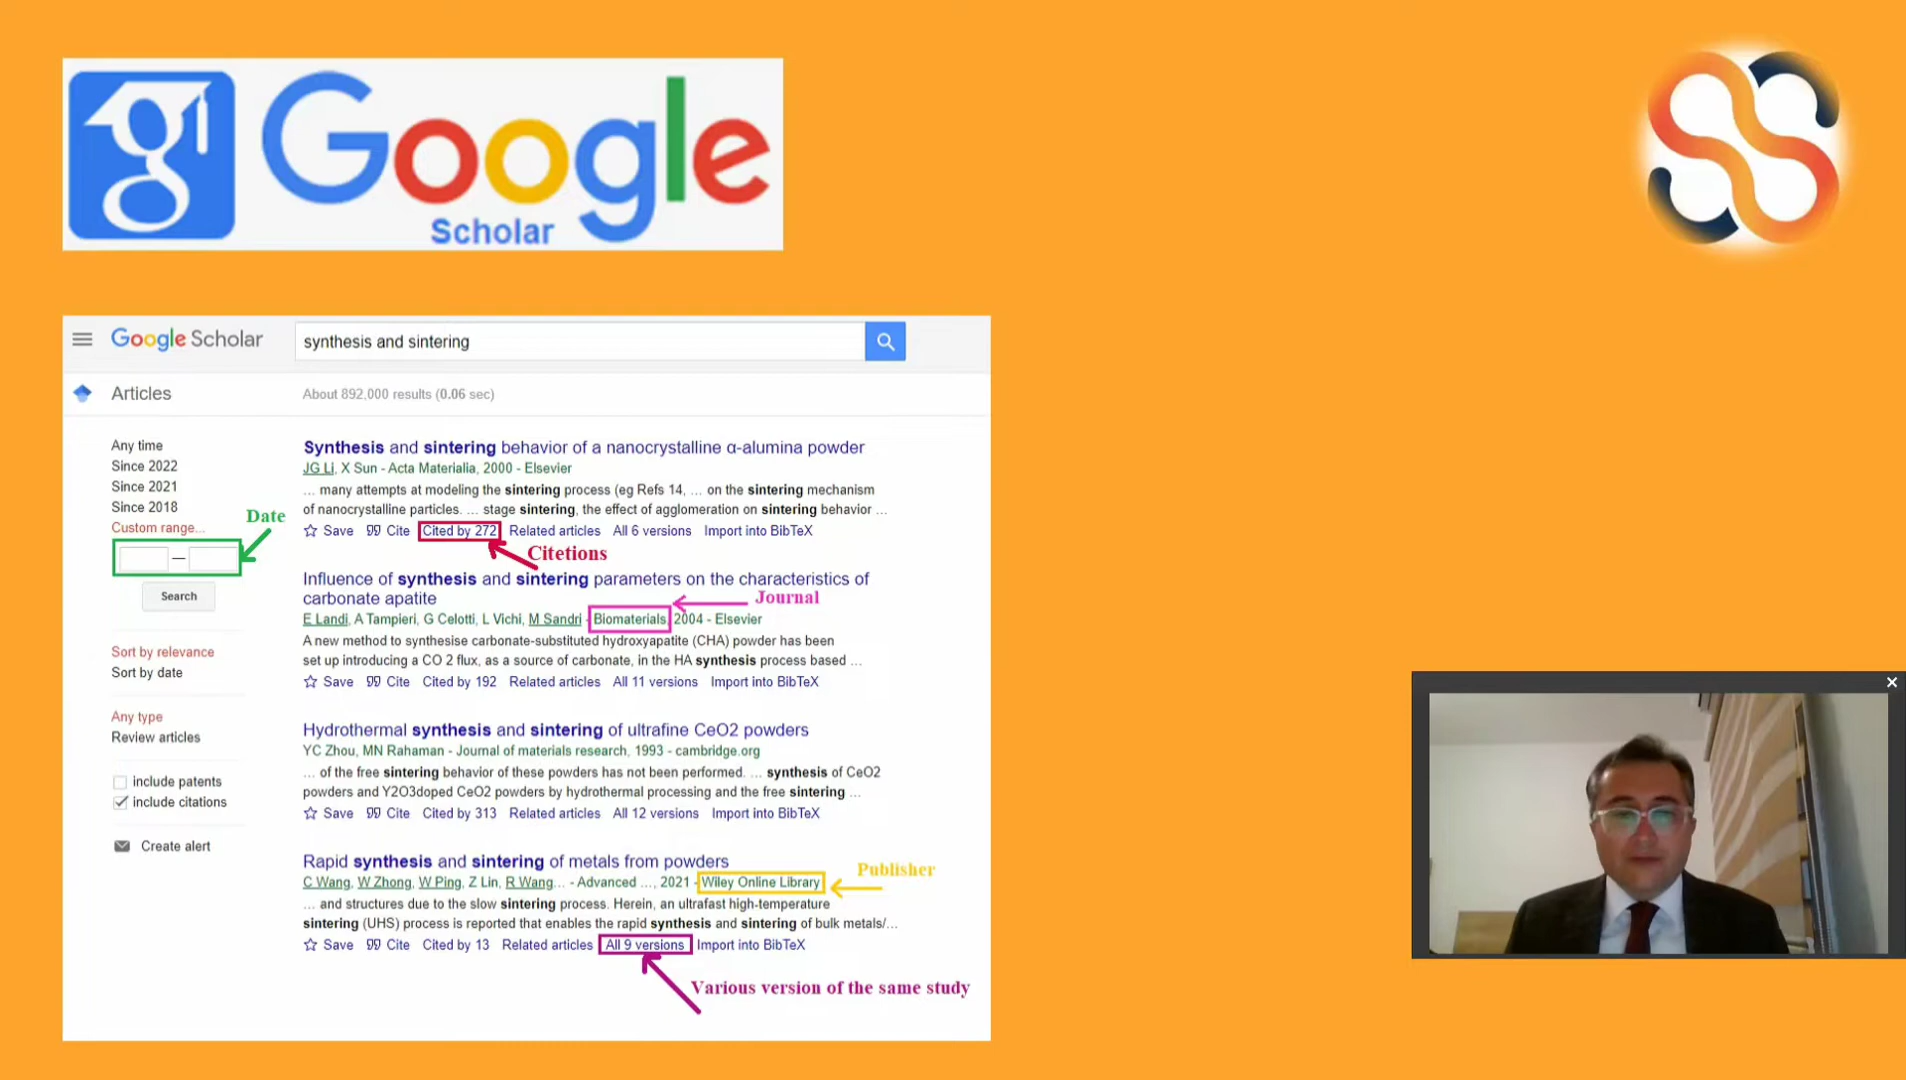 Google
Scholar
Google Scholar
synthesis and sintering
Articles
About 892,000 results (0.06 sec)
Any time
Since 2022
Since 2021
Since 2018
Custom range...
Date
—
Search
Sort by relevance
Sort by date
Any type
Review articles
include patents
include citations
Create alert
Synthesis and sintering behavior of a nanocrystalline α-alumina powder
JG Li, X Sun - Acta Materialia, 2000 - Elsevier
... many attempts at modeling the sintering process (eg Refs 14, ... on the sintering mechanism
of nanocrystalline particles. ... stage sintering, the effect of agglomeration on sintering behavior ...
Save Cite Cited by 272 Related articles All 6 versions Import into BibTeX
Citetions
Influence of synthesis and sintering parameters on the characteristics of
carbonate apatite
Journal
E Landi, A Tampieri, G Celotti, L Vichi, M Sandri - Biomaterials, 2004 - Elsevier
A new method to synthesise carbonate-substituted hydroxyapatite (CHA) powder has been
set up introducing a CO 2 flux, as a source of carbonate, in the HA synthesis process based ...
Save Cite Cited by 192 Related articles All 11 versions Import into BibTeX
Hydrothermal synthesis and sintering of ultrafine CeO2 powders
YC Zhou, MN Rahaman - Journal of materials research, 1993 - cambridge.org
... of the free sintering behavior of these powders has not been performed. ... synthesis of CeO2
powders and Y2O3doped CeO2 powders by hydrothermal processing and the free sintering ...
Save Cite Cited by 313 Related articles All 12 versions Import into BibTeX
Rapid synthesis and sintering of metals from powders
Publisher
C Wang, W Zhong, W Ping, Z Lin, R Wang... - Advanced ..., 2021 - Wiley Online Library
... and structures due to the slow sintering process. Herein, an ultrafast high-temperature
sintering (UHS) process is reported that enables the rapid synthesis and sintering of bulk metals/...
Save Cite Cited by 13 Related articles All 9 versions Import into BibTeX
Various version of the same study